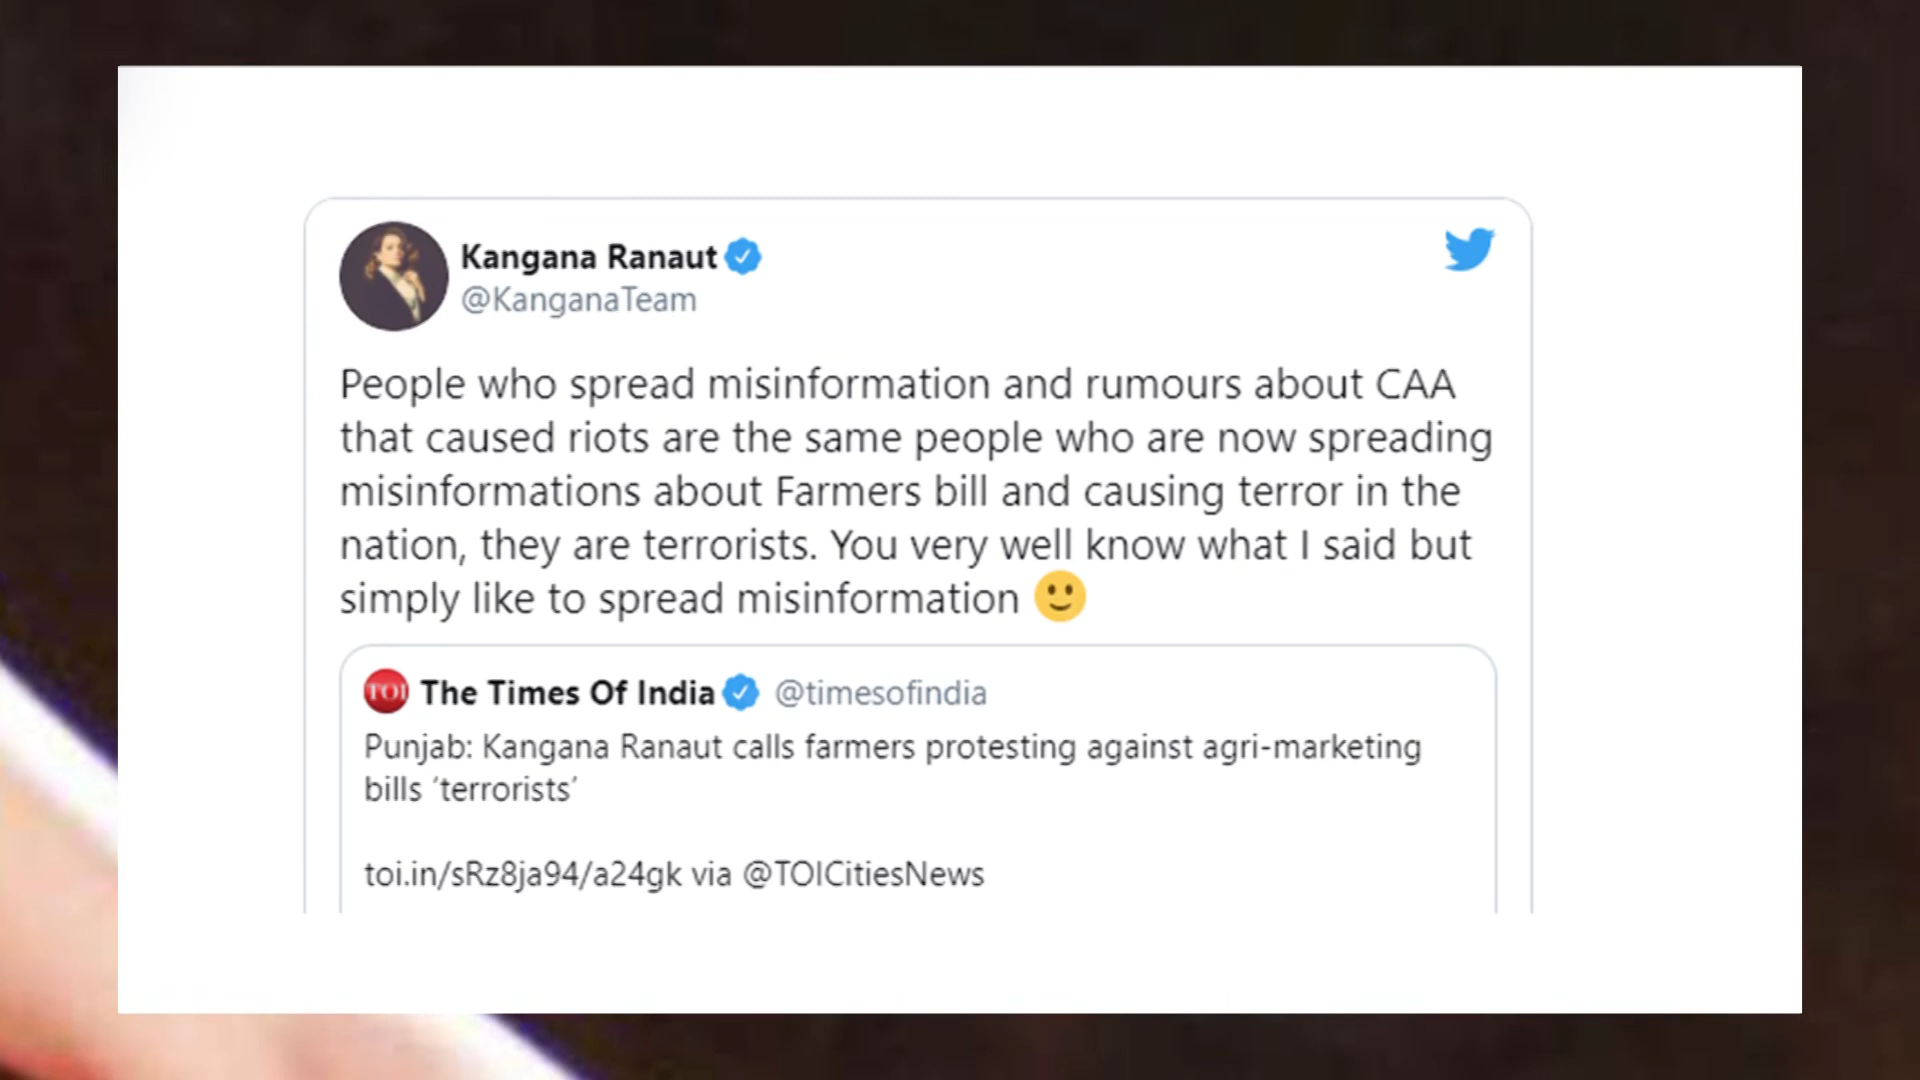 Kangana Ranaut
@KanganaTeam
People who spread misinformation and rumours about CAA
that caused riots are the same people who are now spreading
misinformations about Farmers bill and causing terror in the
nation, they are terrorists. You very well know what I said but
simply like to spread misinformation 🙂
TOI The Times Of India @timesofindia
Punjab: Kangana Ranaut calls farmers protesting against agri-marketing
bills ‘terrorists’
toi.in/sRz8ja94/a24gk via @TOICitiesNews